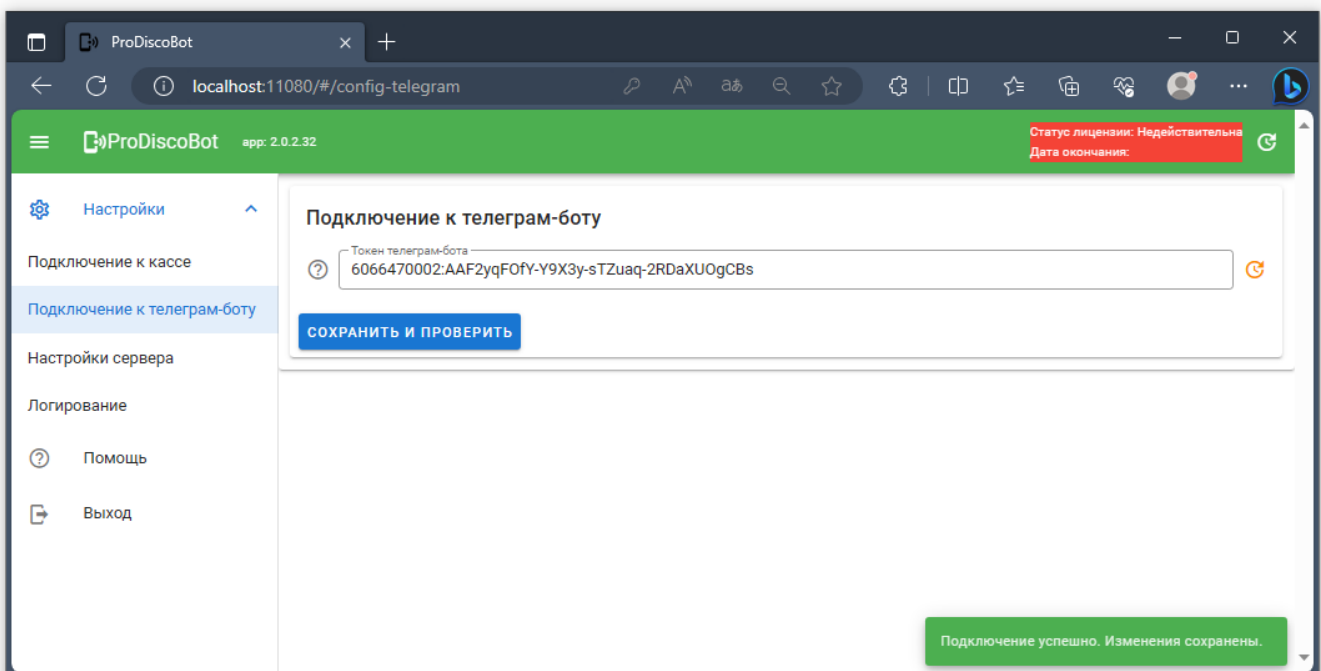 ProDiscoBot
localhost:11080/#/config-telegram
ProDiscoBot app: 2.0.2.32
Статус лицензии: Недействительна
Дата окончания:
Настройки
Подключение к кассе
Подключение к телеграм-боту
Настройки сервера
Логирование
Помощь
Выход
Подключение к телеграм-боту
Токен телеграм-бота
6066470002:AAF2yqFOfY-Y9X3y-sTZuaq-2RDaXUOgCBs
СОХРАНИТЬ И ПРОВЕРИТЬ
Подключение успешно. Изменения сохранены.